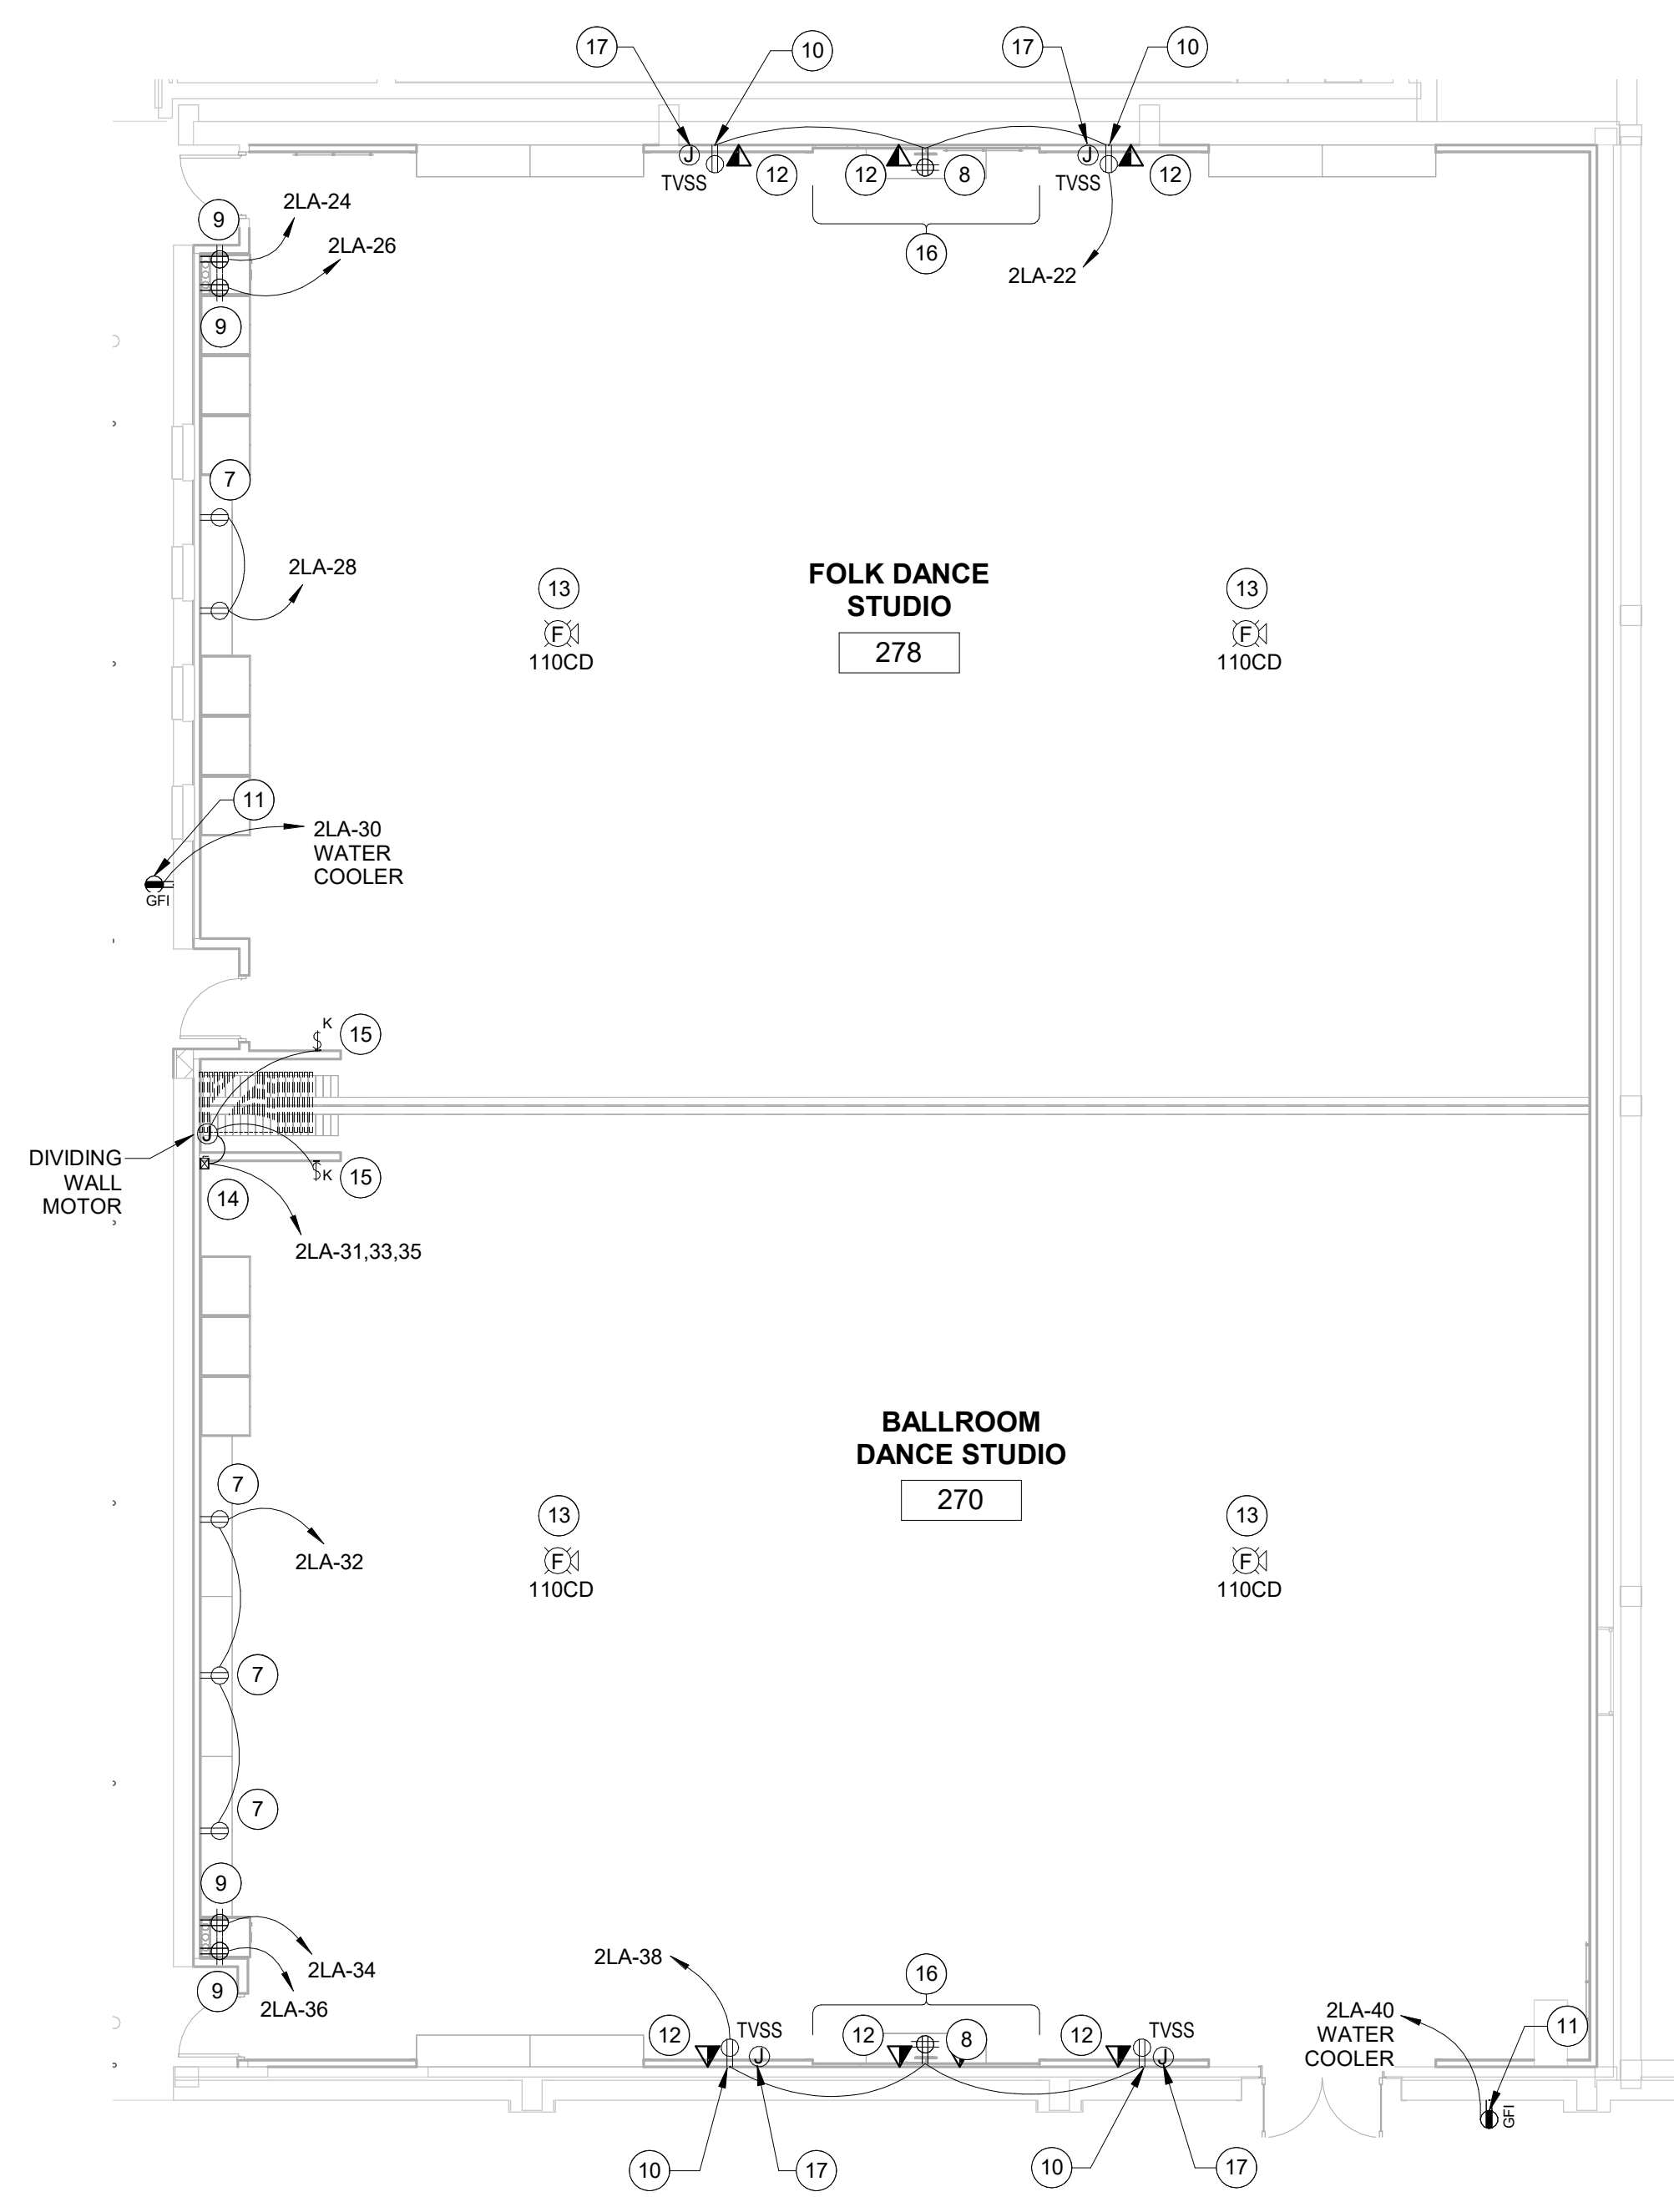 17
10
17
10
J
J
TVSS
12
12
8
TVSS
12
9
2LA-24
2LA-26
16
2LA-22
9
7
2LA-28
13
FOLK DANCE
STUDIO
13
F
F
110CD
278
110CD
11
2LA-30
WATER
COOLER
GFI
K
15
J
DIVIDING
WALL
MOTOR
K
15
14
2LA-31,33,35
BALLROOM
DANCE STUDIO
7
270
13
13
2LA-32
F
F
110CD
110CD
7
7
9
2LA-34
9
2LA-36
2LA-38
16
12
TVSS
12
8
12
TVSS
J
J
2LA-40
WATER
COOLER
11
GFI
10
17
10
17